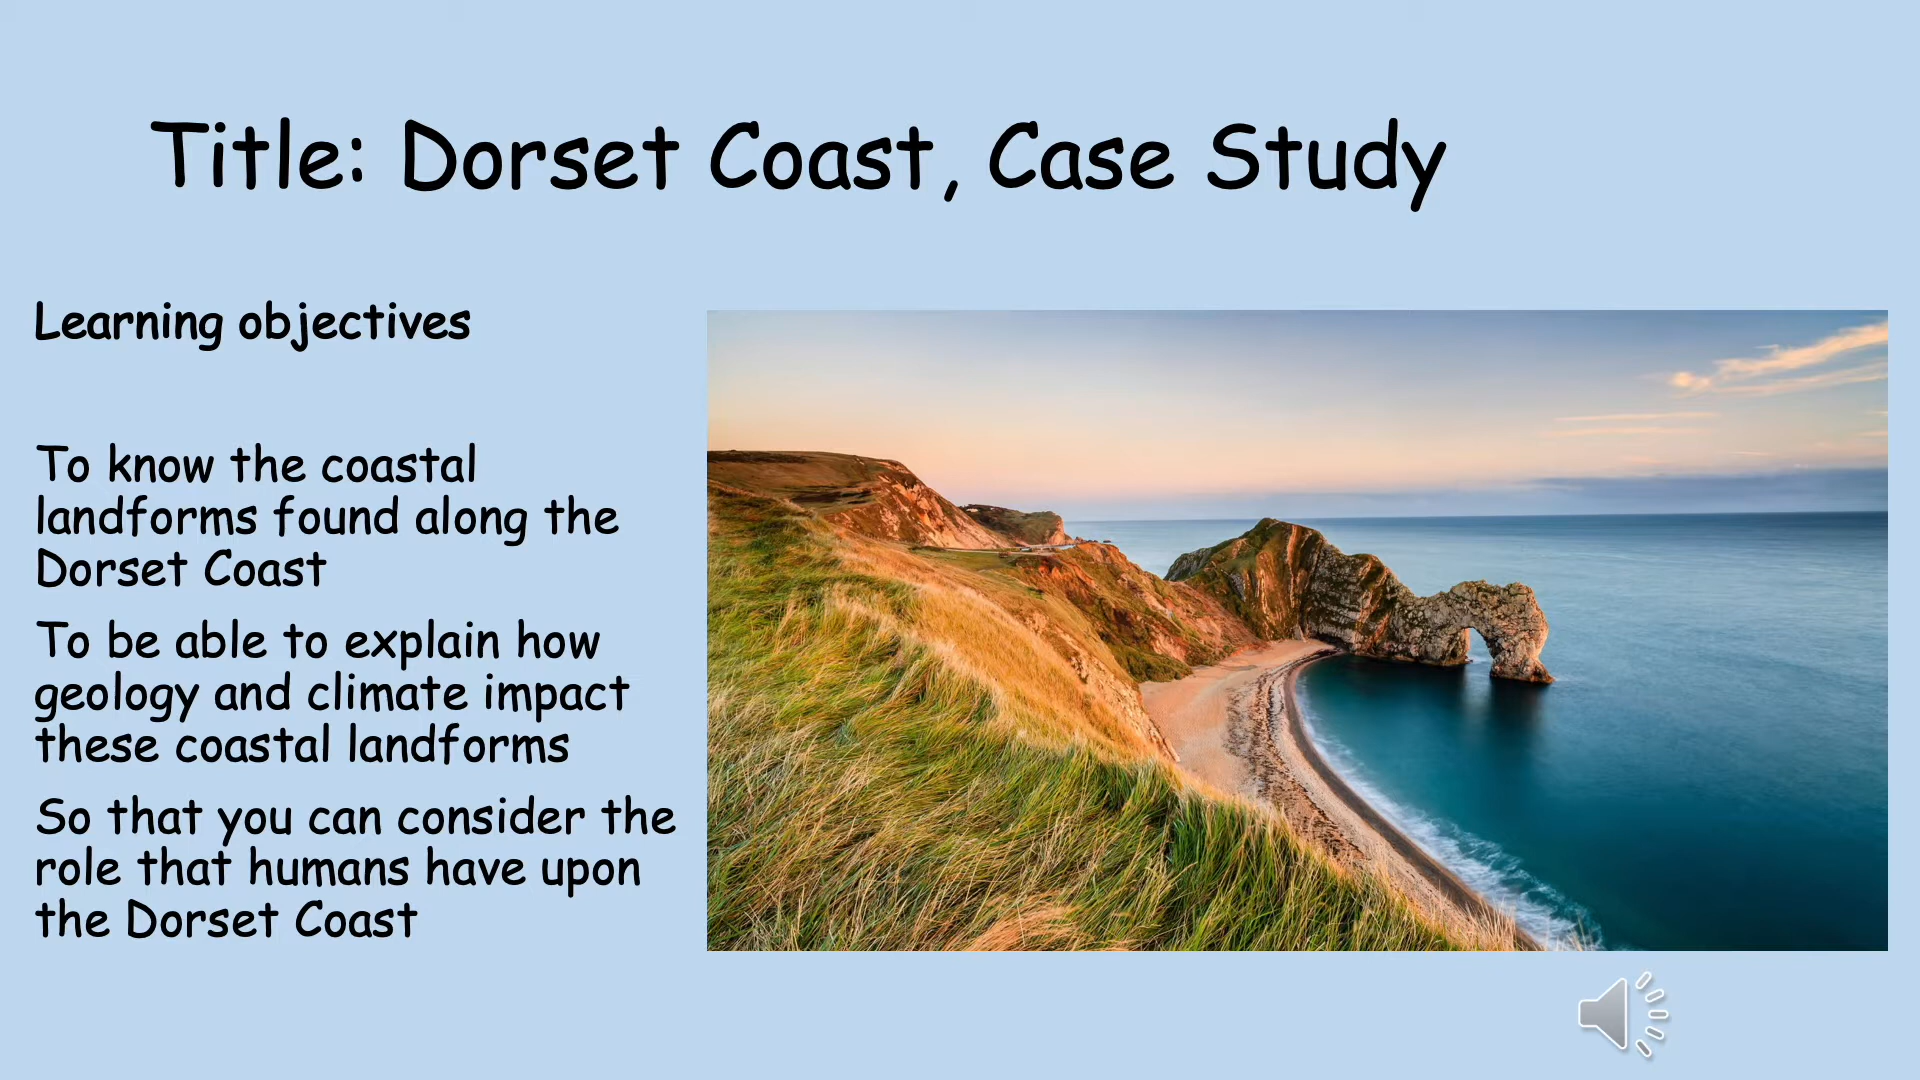 Title: Dorset Coast, Case Study
Learning objectives
To know the coastal
landforms found along the
Dorset Coast
To be able to explain how
geology and climate impact
these coastal landforms
So that you can consider the
role that humans have upon
the Dorset Coast